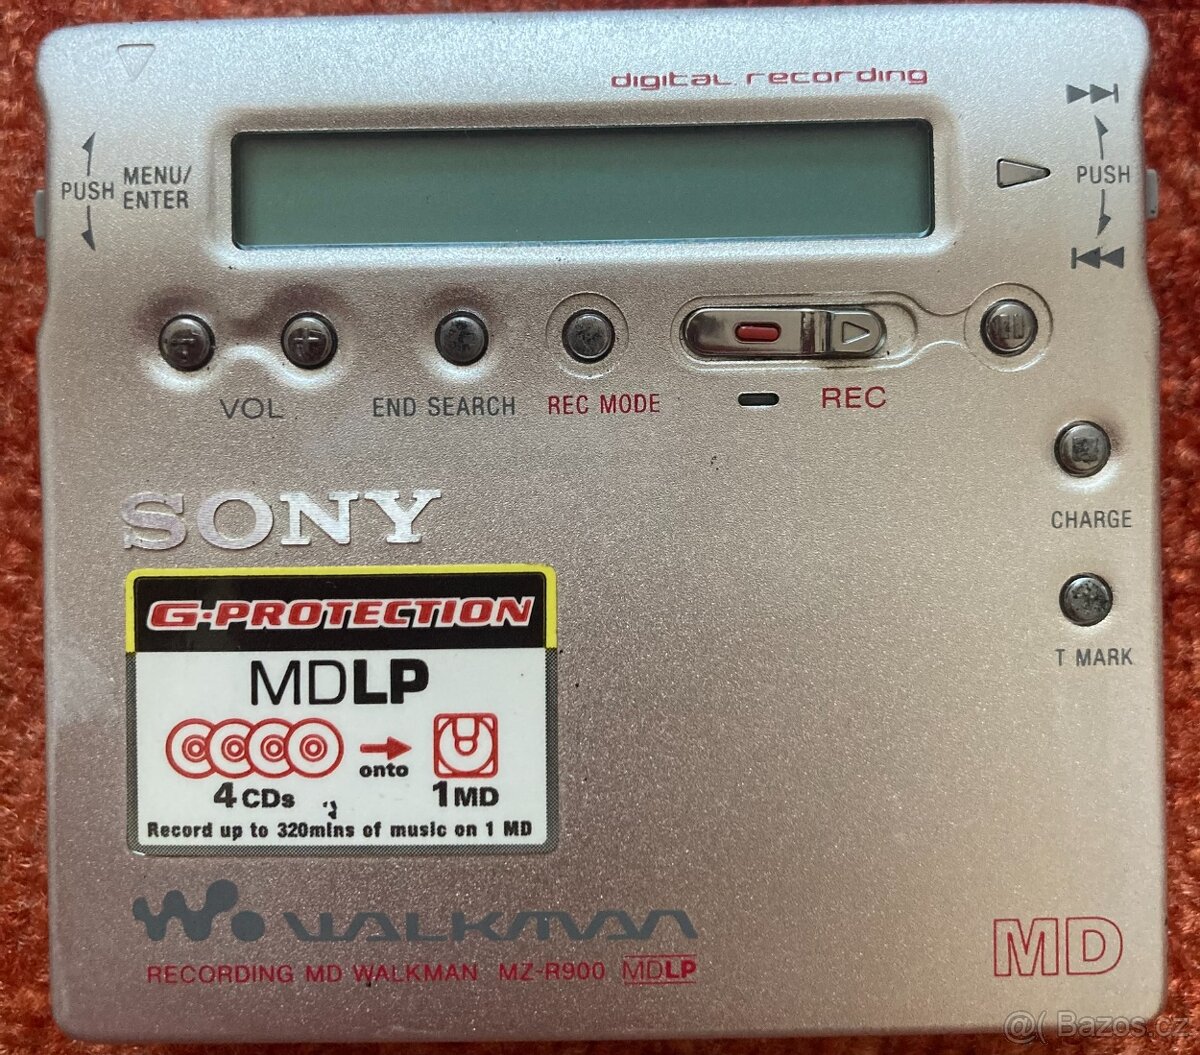 digital recording
PUSH MENU/
ENTER
PUSH
VOL
END SEARCH
REC MODE
REC
CHARGE
T MARK
SONY
G-PROTECTION
MDLP
onto
4 CDs
1 MD
Record up to 320mins of music on 1 MD
WALKMAN
RECORDING MD WALKMAN MZ-R900 MDLP
MD
@( Bazos.cz